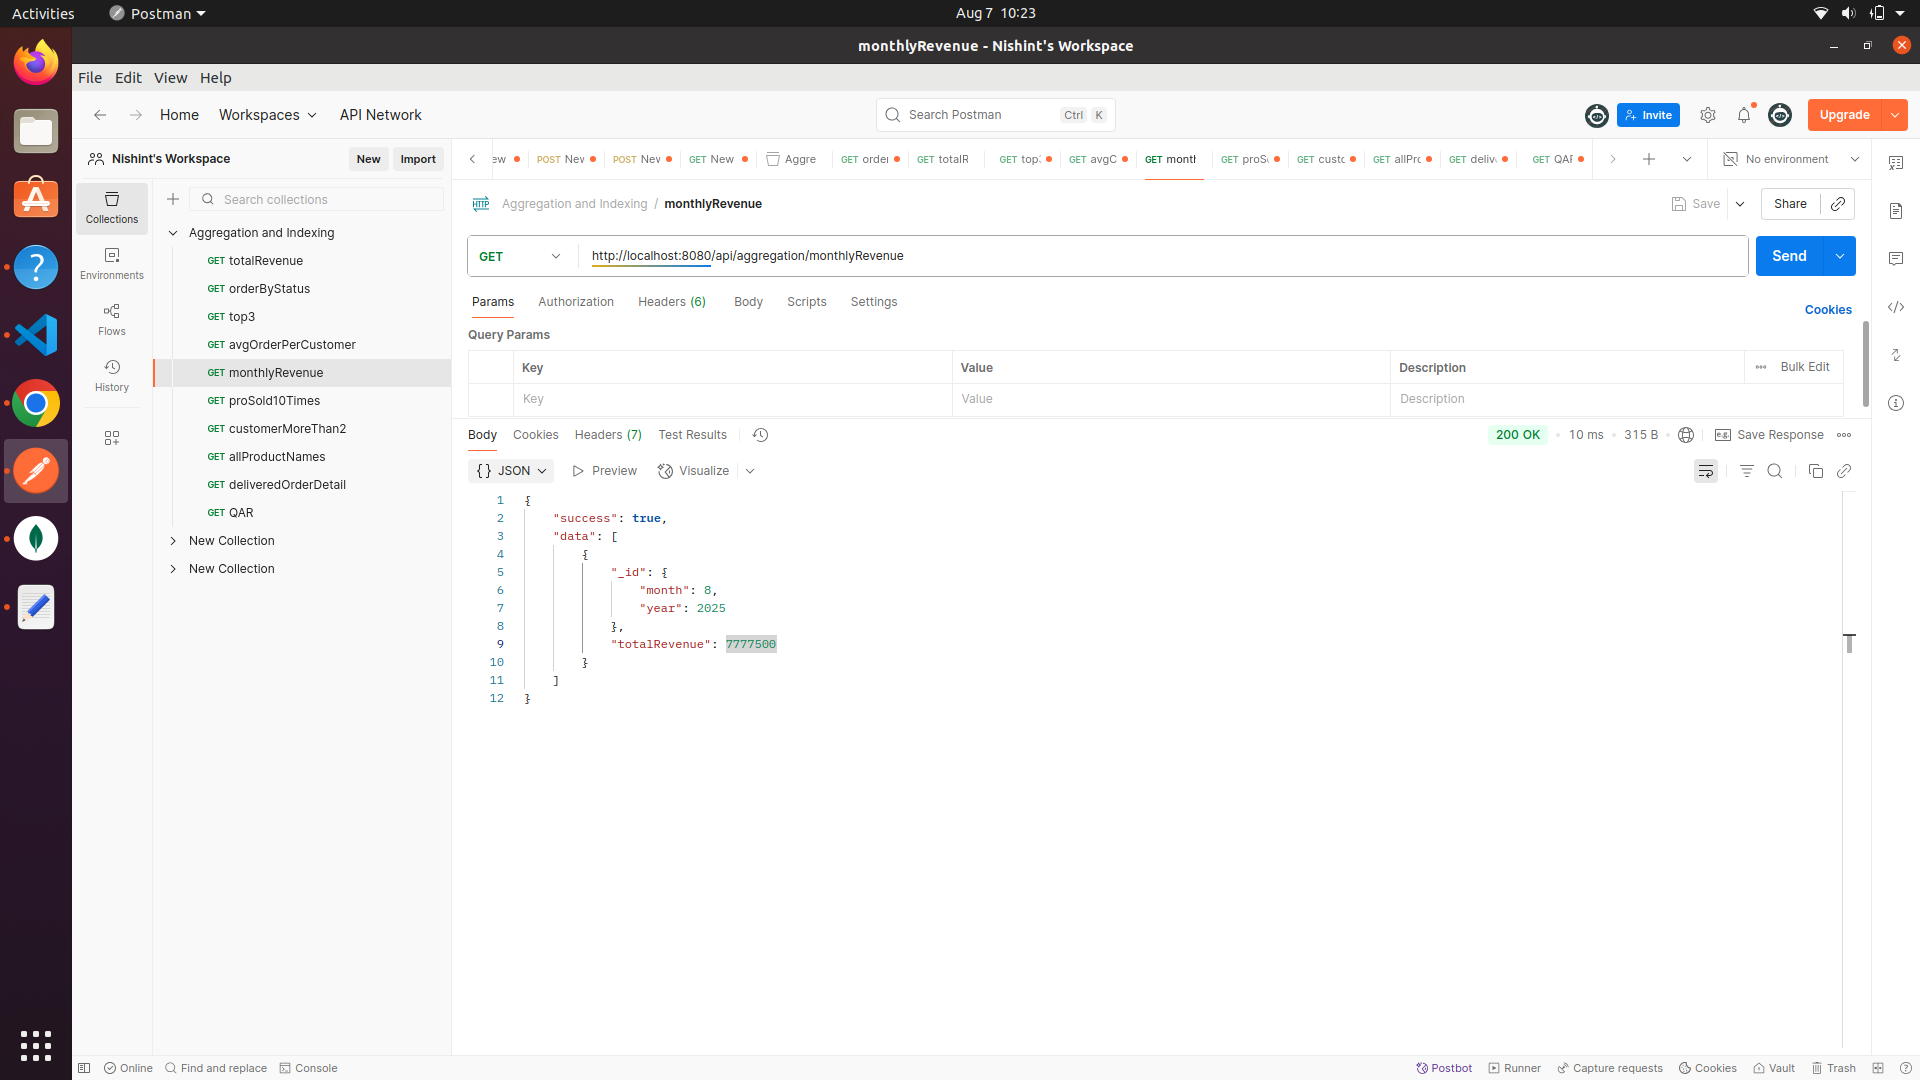 Activities Postman Aug 7 10:23
monthlyRevenue - Nishint's Workspace
File Edit View Help
Home Workspaces API Network Search Postman Ctrl K Invite Upgrade
Nishint's Workspace New Import
POST Nev POST Nev GET New Aggre GET order GET totalR GET top: GET avgC GET month GET proS GET custo GET allPro GET deliv GET QAF No environment
Collections
Environments
Flows
History
Search collections
Aggregation and Indexing
GET totalRevenue
GET orderByStatus
GET top3
GET avgOrderPerCustomer
GET monthlyRevenue
GET proSold10Times
GET customerMoreThan2
GET allProductNames
GET deliveredOrderDetail
GET QAR
New Collection
New Collection
HTTP Aggregation and Indexing / monthlyRevenue Save Share
GET http://localhost:8080/api/aggregation/monthlyRevenue Send
Params Authorization Headers (6) Body Scripts Settings Cookies
Query Params
Key Value Description Bulk Edit
Key Value Description
Body Cookies Headers (7) Test Results 200 OK • 10 ms • 315 B • e.g. Save Response
{} JSON Preview Visualize
1 {
2 "success": true,
3 "data": [
4 {
5 "_id": {
6 "month": 8,
7 "year": 2025
8 },
9 "totalRevenue": 7777500
10 }
11 ]
12 }
Online Find and replace Console Postbot Runner Capture requests Cookies Vault Trash